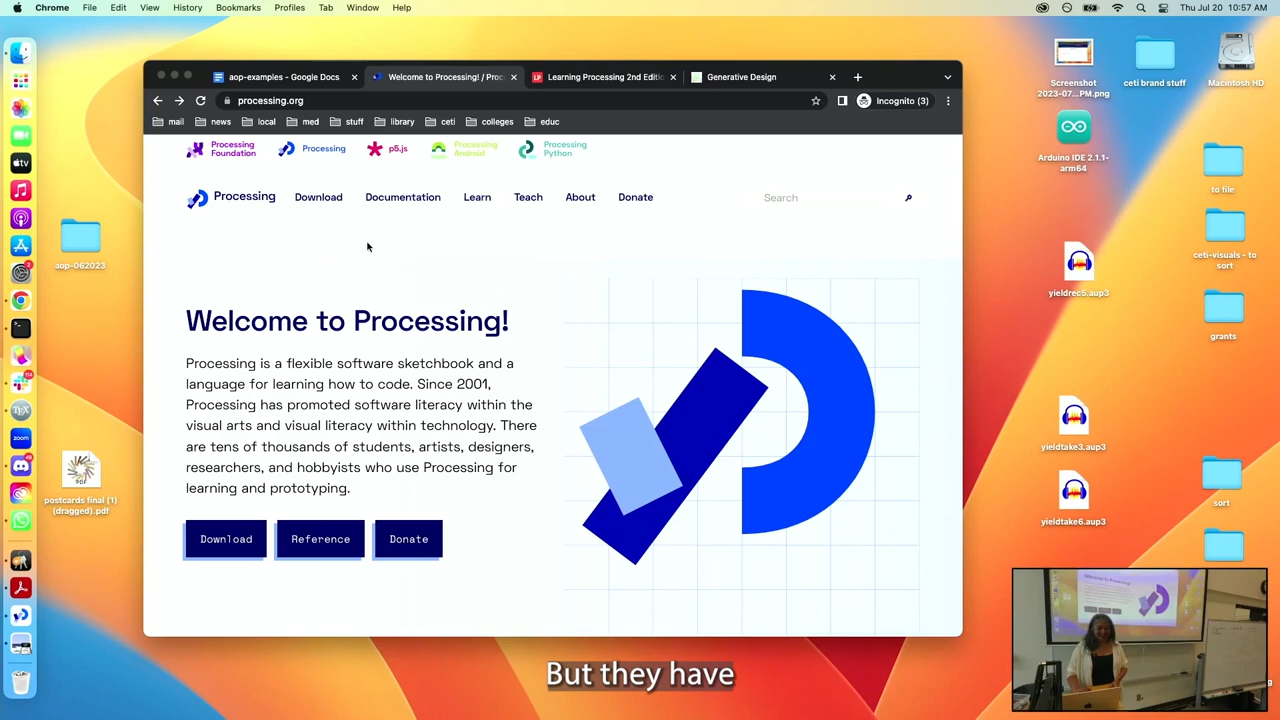 Chrome File Edit View History Bookmarks Profiles Tab Window Help
Thu Jul 20 10:57 AM
aop-examples - Google Docs
Welcome to Processing! / Proc
Learning Processing 2nd Editi
Generative Design
processing.org
Incognito (3)
mail news local med stuff library ceti colleges educ
Processing Foundation
Processing
p5.js
Processing Android
Processing Python
Processing
Download Documentation Learn Teach About Donate
Search
Welcome to Processing!
Processing is a flexible software sketchbook and a
language for learning how to code. Since 2001,
Processing has promoted software literacy within the
visual arts and visual literacy within technology. There
are tens of thousands of students, artists, designers,
researchers, and hobbyists who use Processing for
learning and prototyping.
Download Reference Donate
aop-062023
PDF
postcards final (1)
(dragged).pdf
Screenshot
2023-07...PM.png
ceti brand stuff
Macintosh HD
Arduino IDE 2.1.1-
arm64
to file
ceti-visuals - to
sort
yieldrec5.aup3
grants
yieldtake3.aup3
yieldtake6.aup3
sort
tv
TEX
zoom
But they have
Welcome to Processing!